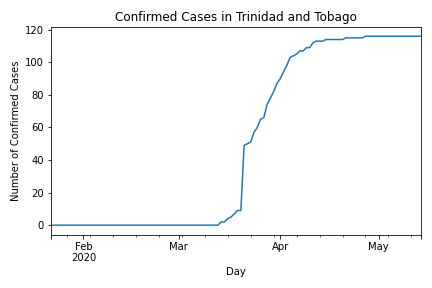 Confirmed Cases in Trinidad and Tobago
120
100
80
60
40
20
0
Number of Confirmed Cases
Feb Mar Apr May
2020
Day